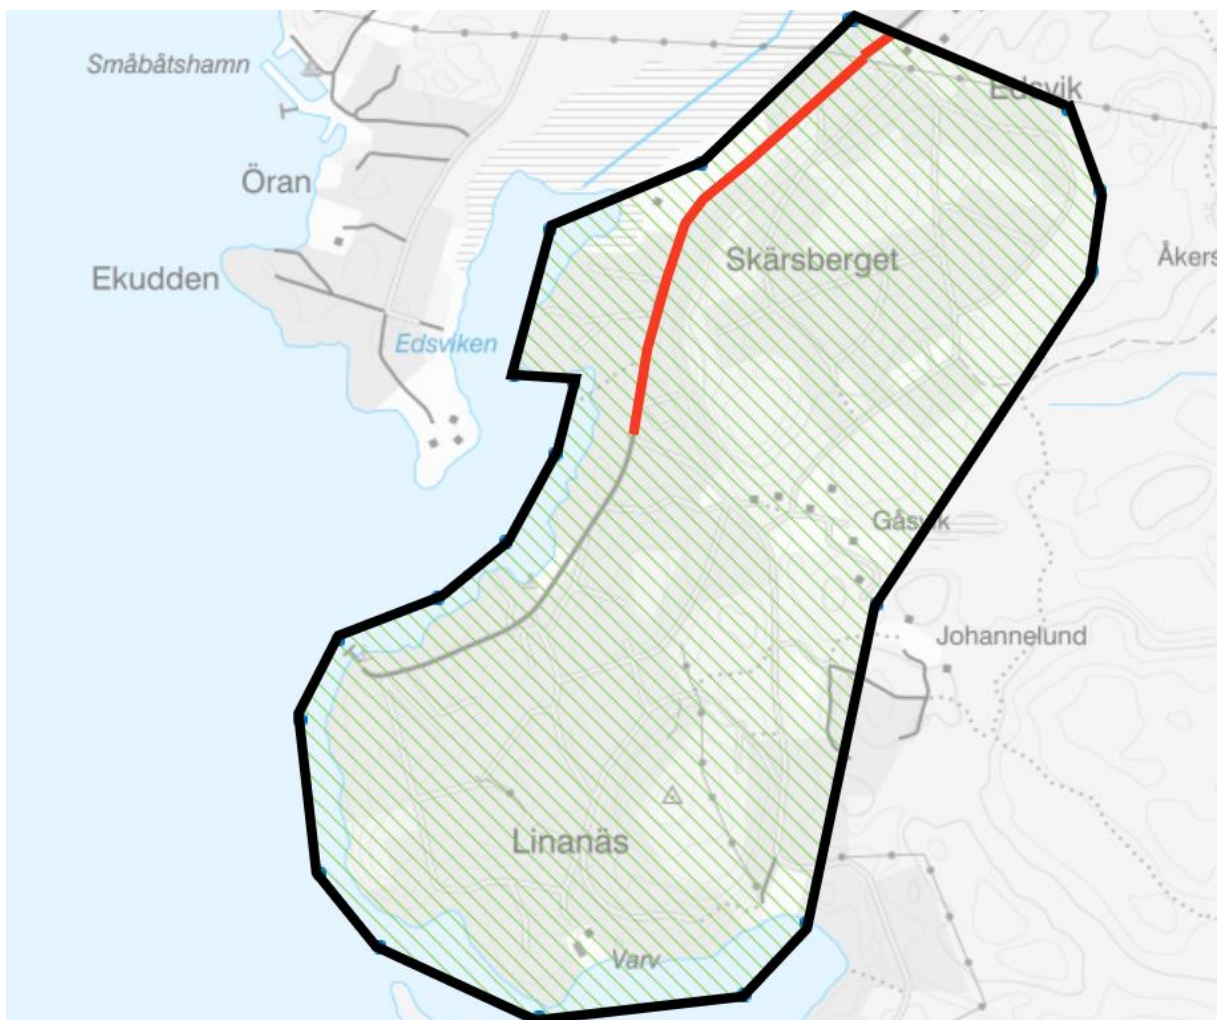 Småbåtshamn
Edsvik
Öran
Skärsberget
Åkers
Ekudden
Edsviken
Gåsvik
Johannelund
Linanäs
Varv